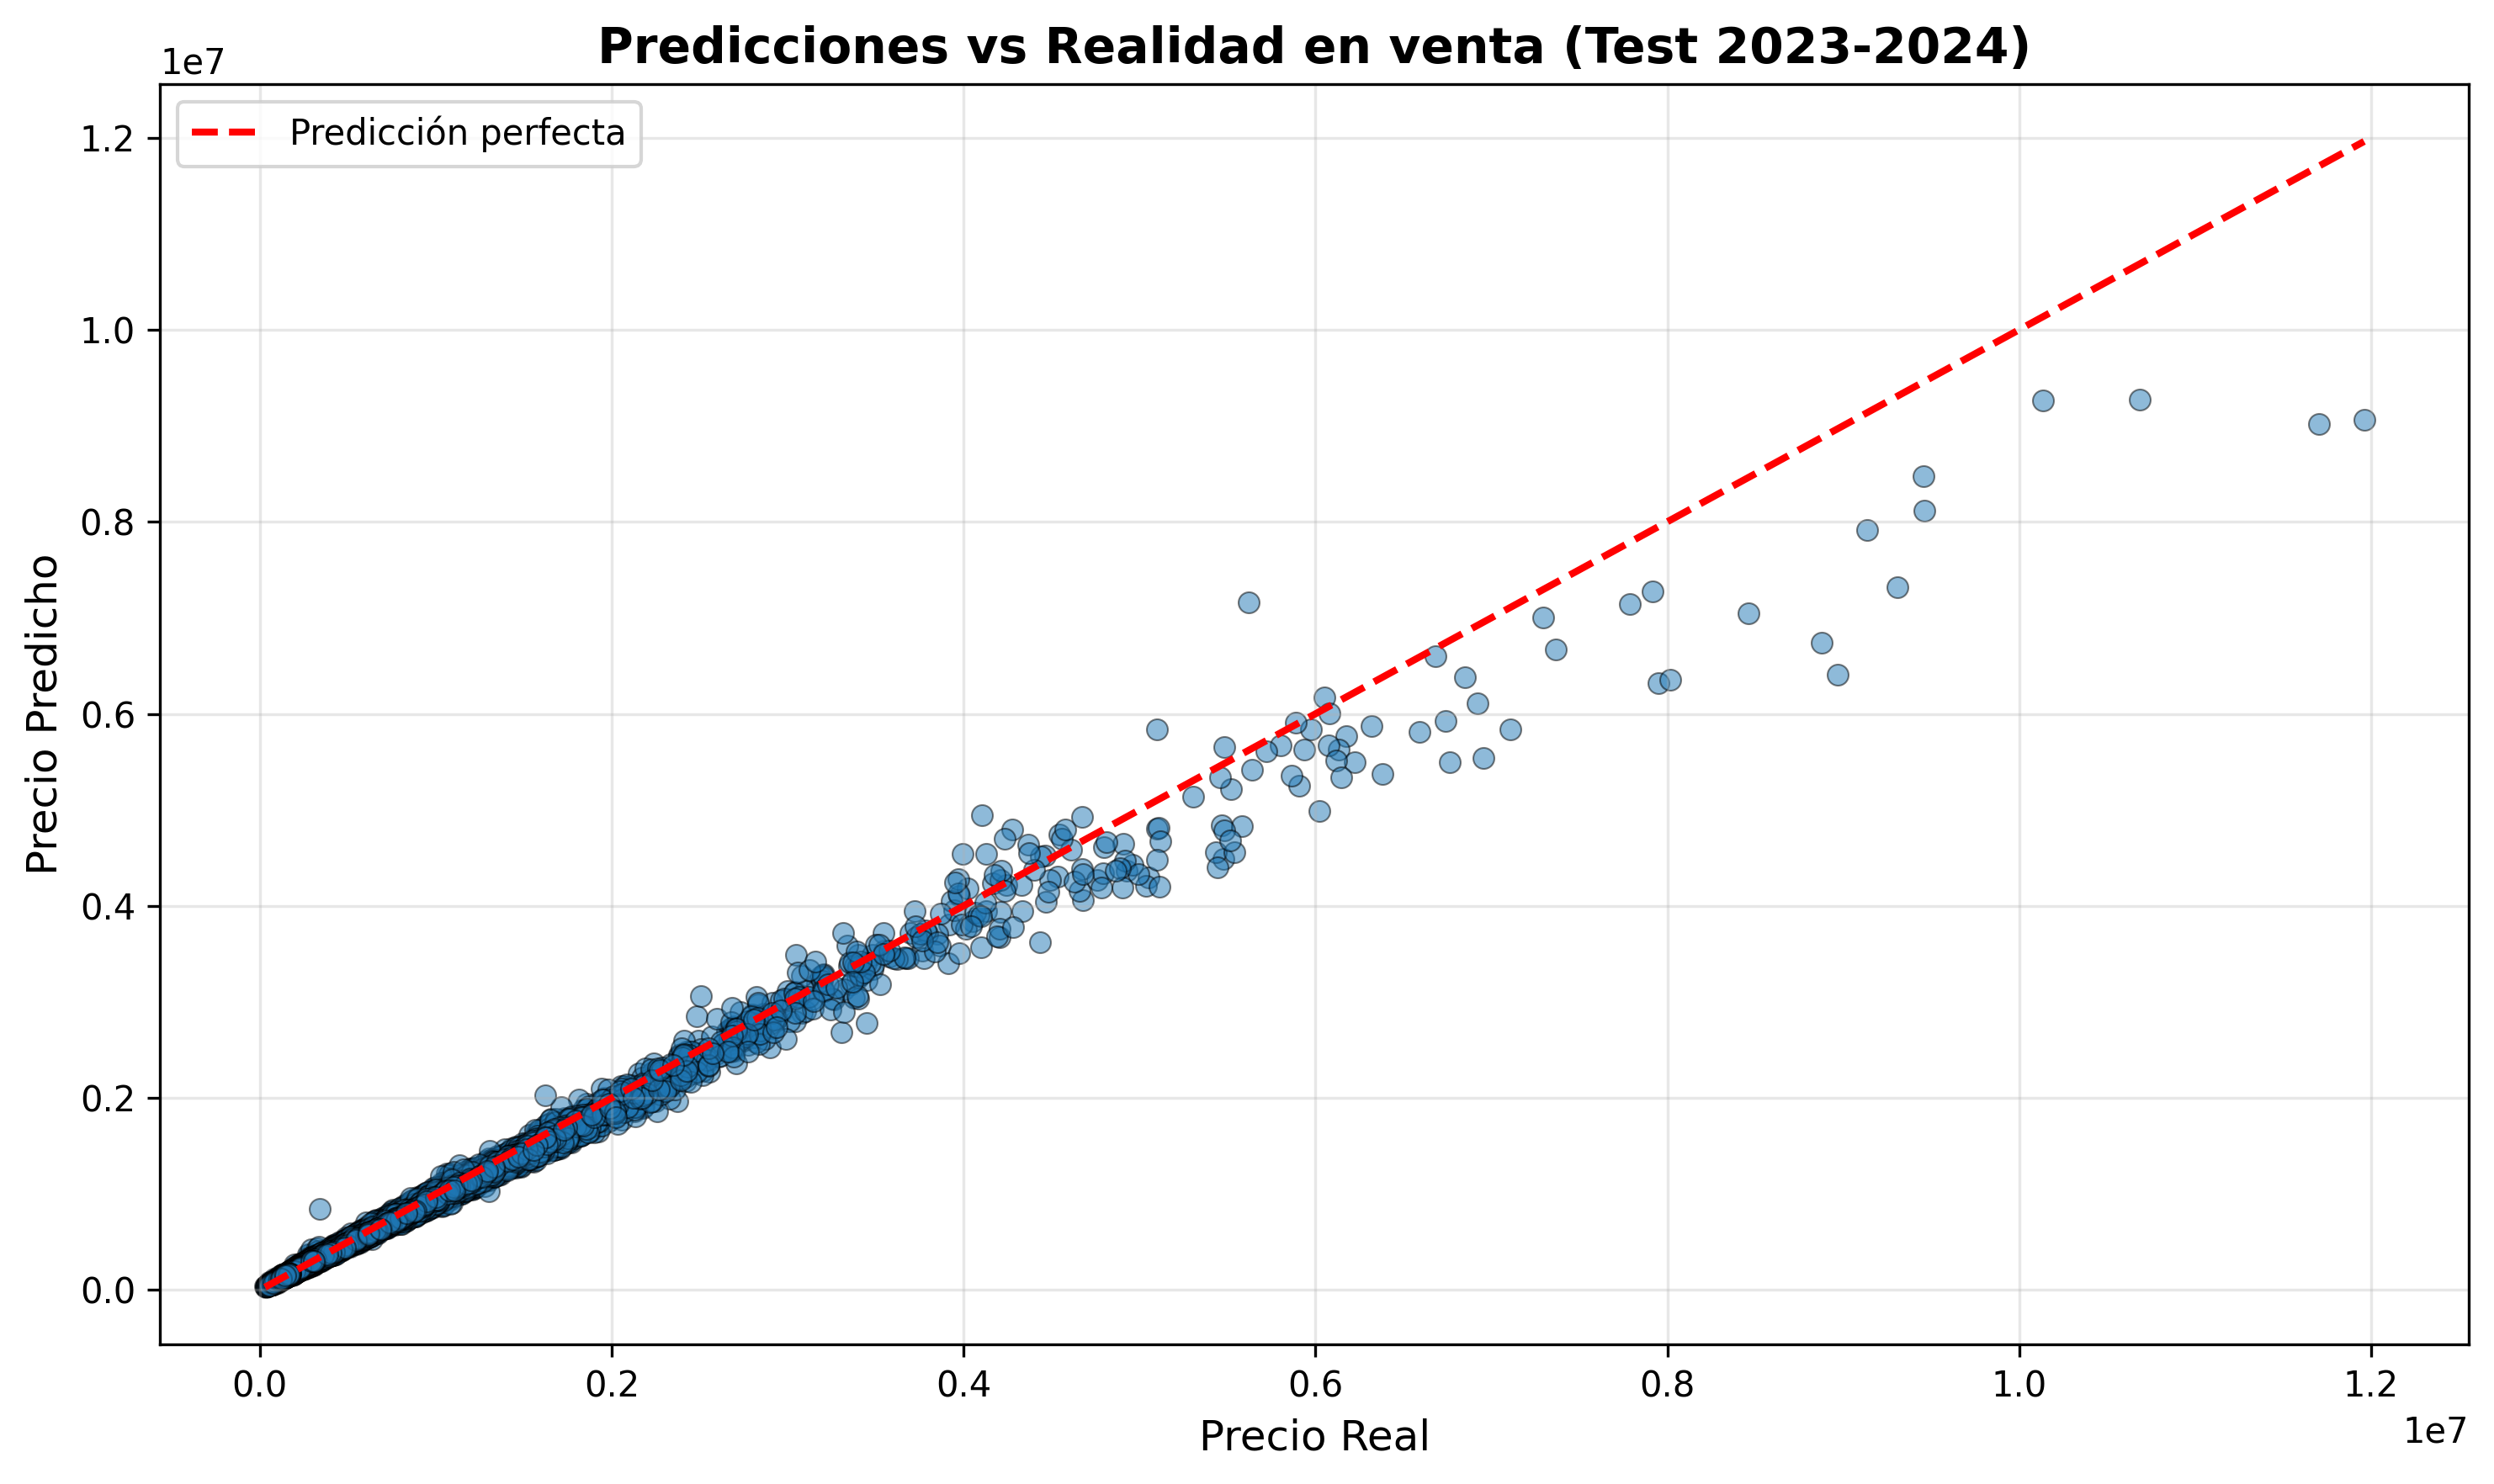 Predicciones vs Realidad en venta (Test 2023-2024)
1e7
Predicción perfecta
1.2
1.0
0.8
0.6
0.4
0.2
0.0
Precio Predicho
0.0 0.2 0.4 0.6 0.8 1.0 1.2
1e7
Precio Real